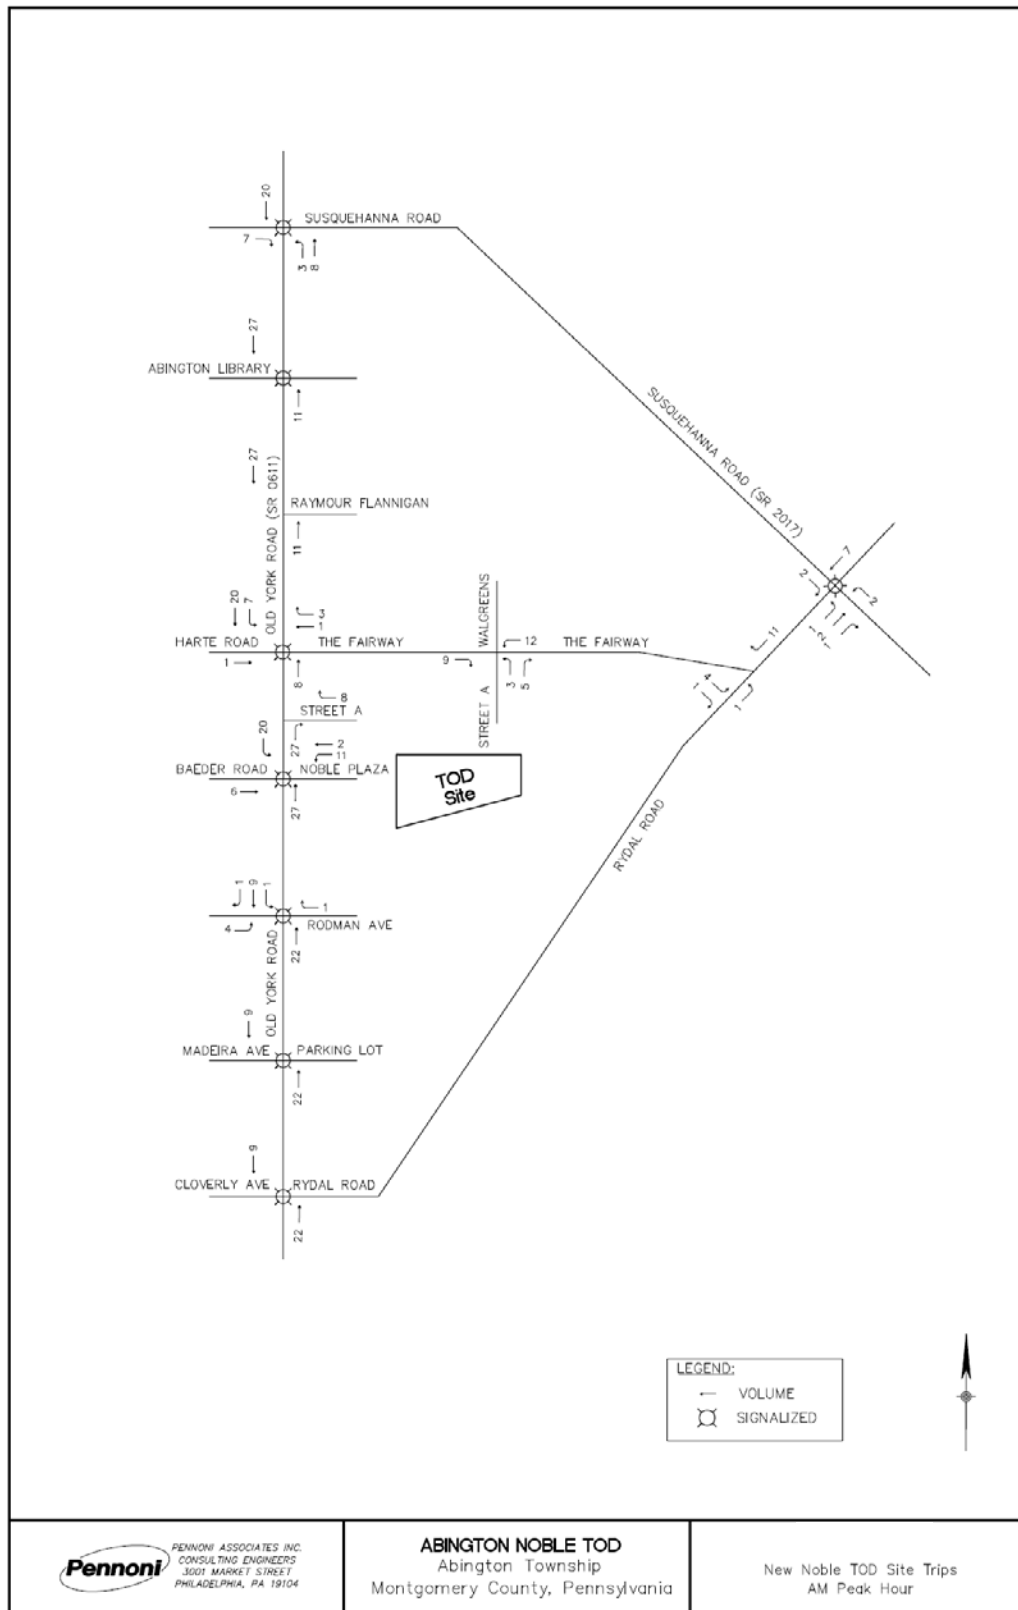 20
SUSQUEHANNA ROAD
7
3
8
27
ABINGTON LIBRARY
11
SUSQUEHANNA ROAD (SR 2017)
27
OLD YORK ROAD (SR 0611)
RAYMOUR FLANNIGAN
11
7
2
2
1
2
1
11
20
7
3
1
HARTE ROAD
THE FAIRWAY
WALGREENS
12
THE FAIRWAY
1
9
8
3
5
4
1
1
8
STREET A
STREET A
20
27
2
11
BAEDER ROAD
NOBLE PLAZA
6
27
TOD
Site
RYDAL ROAD
1
9
1
1
4
RODMAN AVE
22
OLD YORK ROAD
9
MADEIRA AVE
PARKING LOT
22
9
CLOVERLY AVE
RYDAL ROAD
22
LEGEND:
VOLUME
SIGNALIZED
Pennoni
PENNONI ASSOCIATES INC.
CONSULTING ENGINEERS
3001 MARKET STREET
PHILADELPHIA, PA 19104
ABINGTON NOBLE TOD
Abington Township
Montgomery County, Pennsylvania
New Noble TOD Site Trips
AM Peak Hour